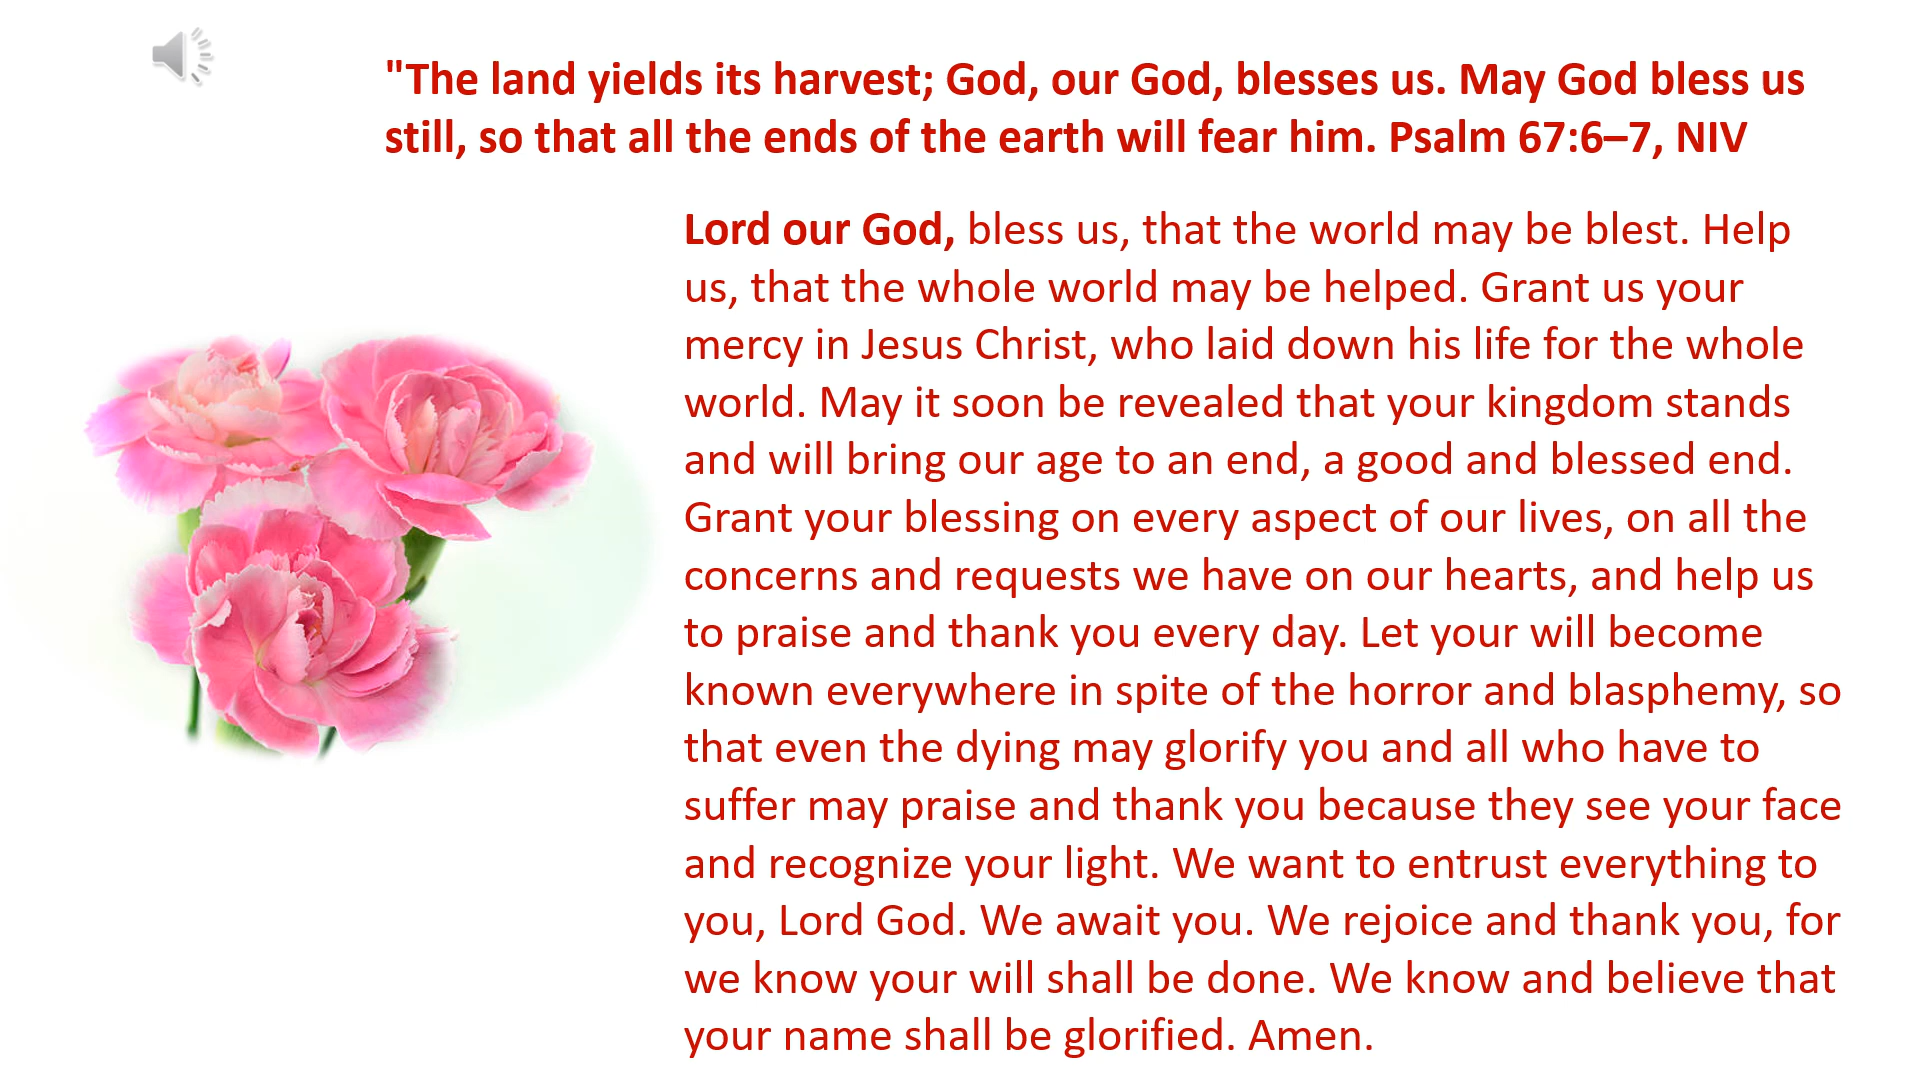 "The land yields its harvest; God, our God, blesses us. May God bless us
still, so that all the ends of the earth will fear him. Psalm 67:6–7, NIV
Lord our God, bless us, that the world may be blest. Help
us, that the whole world may be helped. Grant us your
mercy in Jesus Christ, who laid down his life for the whole
world. May it soon be revealed that your kingdom stands
and will bring our age to an end, a good and blessed end.
Grant your blessing on every aspect of our lives, on all the
concerns and requests we have on our hearts, and help us
to praise and thank you every day. Let your will become
known everywhere in spite of the horror and blasphemy, so
that even the dying may glorify you and all who have to
suffer may praise and thank you because they see your face
and recognize your light. We want to entrust everything to
you, Lord God. We await you. We rejoice and thank you, for
we know your will shall be done. We know and believe that
your name shall be glorified. Amen.